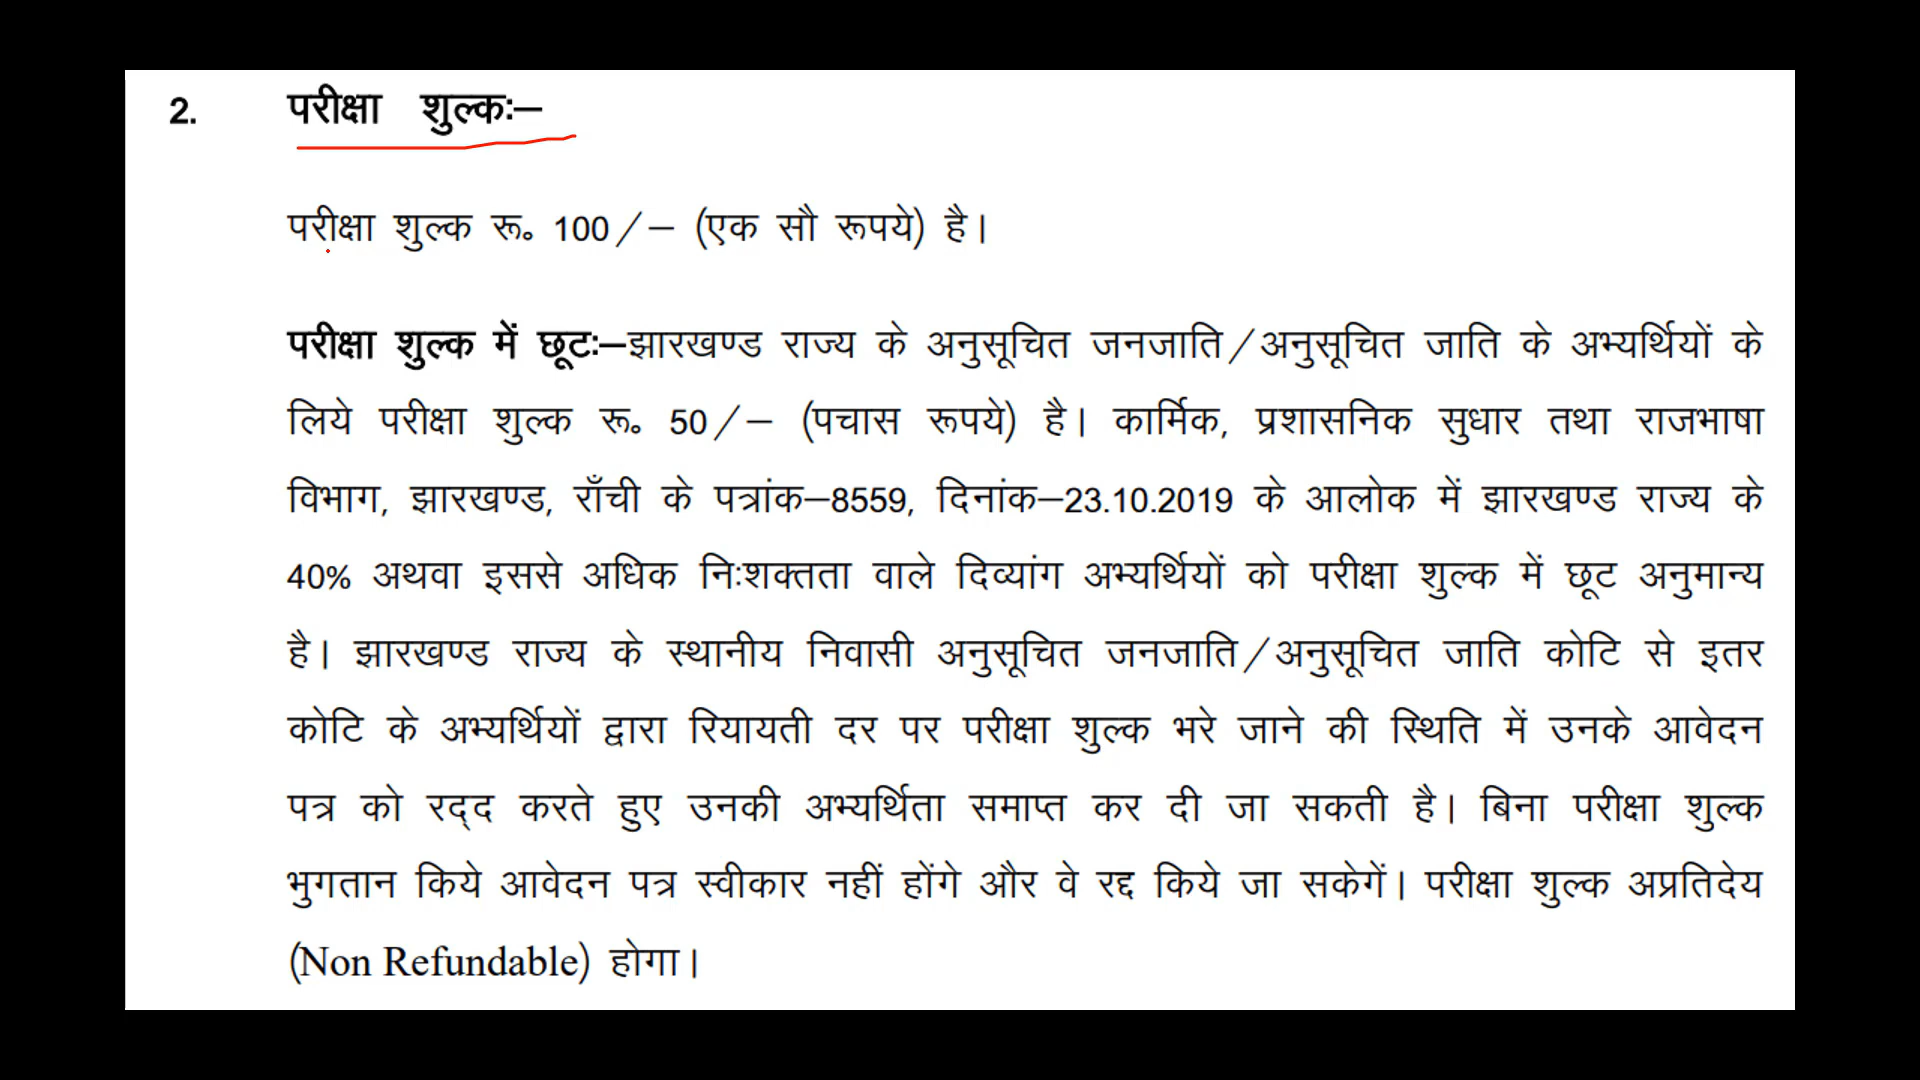 2. परीक्षा शुल्कः–
परीक्षा शुल्क रू. 100/– (एक सौ रूपये) है।
परीक्षा शुल्क में छूटः–झारखण्ड राज्य के अनुसूचित जनजाति/अनुसूचित जाति के अभ्यर्थियों के
लिये परीक्षा शुल्क रू. 50/– (पचास रूपये) है। कार्मिक, प्रशासनिक सुधार तथा राजभाषा
विभाग, झारखण्ड, राँची के पत्रांक–8559, दिनांक–23.10.2019 के आलोक में झारखण्ड राज्य के
40% अथवा इससे अधिक निःशक्तता वाले दिव्यांग अभ्यर्थियों को परीक्षा शुल्क में छूट अनुमान्य
है। झारखण्ड राज्य के स्थानीय निवासी अनुसूचित जनजाति/अनुसूचित जाति कोटि से इतर
कोटि के अभ्यर्थियों द्वारा रियायती दर पर परीक्षा शुल्क भरे जाने की स्थिति में उनके आवेदन
पत्र को रद्‌द करते हुए उनकी अभ्यर्थिता समाप्त कर दी जा सकती है। बिना परीक्षा शुल्क
भुगतान किये आवेदन पत्र स्वीकार नहीं होंगे और वे रद्द किये जा सकेगें। परीक्षा शुल्क अप्रतिदेय
(Non Refundable) होगा।